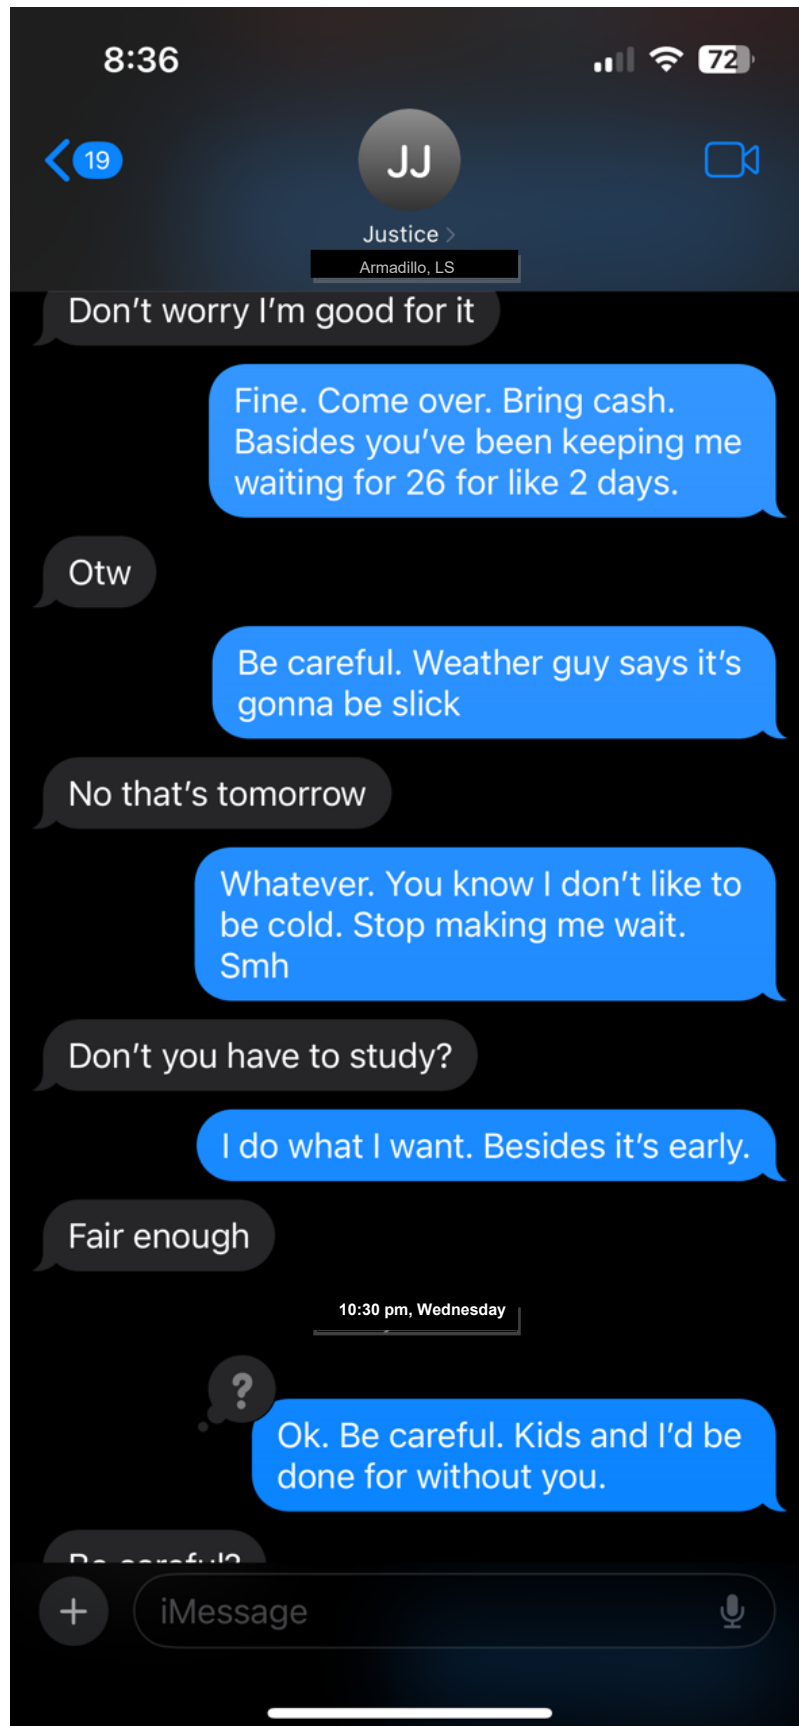 8:36
72
19
JJ
Justice
Armadillo, LS
Don't worry I'm good for it
Fine. Come over. Bring cash.
Basides you've been keeping me
waiting for 26 for like 2 days.
Otw
Be careful. Weather guy says it's
gonna be slick
No that's tomorrow
Whatever. You know I don't like to
be cold. Stop making me wait.
Smh
Don't you have to study?
I do what I want. Besides it's early.
Fair enough
10:30 pm, Wednesday
?
Ok. Be careful. Kids and I'd be
done for without you.
Be careful?
iMessage